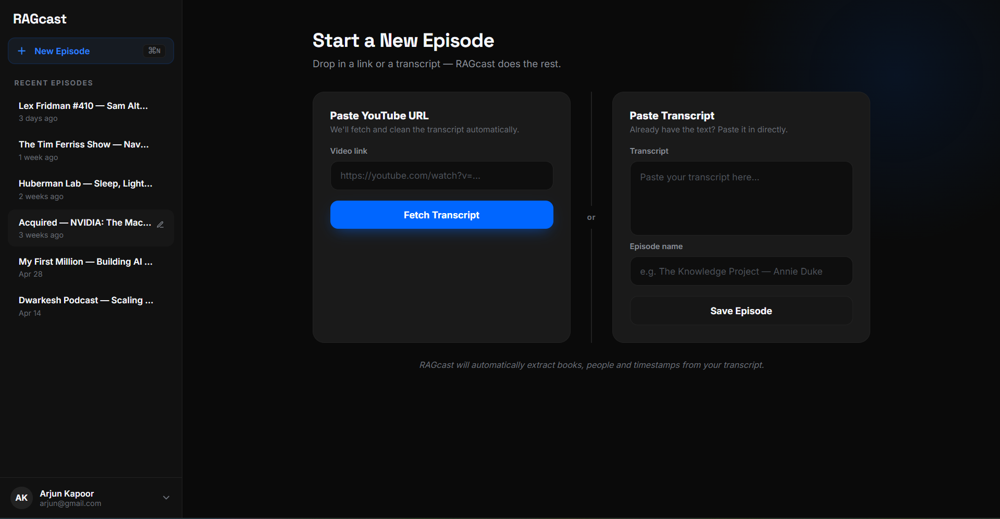 RAGcast
New Episode
⌘N
RECENT EPISODES
Lex Fridman #410 — Sam Alt...
3 days ago
The Tim Ferriss Show — Nav...
1 week ago
Huberman Lab — Sleep, Light...
2 weeks ago
Acquired — NVIDIA: The Mac...
3 weeks ago
My First Million — Building AI ...
Apr 28
Dwarkesh Podcast — Scaling ...
Apr 14
AK
Arjun Kapoor
arjun@gmail.com
Start a New Episode
Drop in a link or a transcript — RAGcast does the rest.
Paste YouTube URL
We'll fetch and clean the transcript automatically.
Video link
https://youtube.com/watch?v=...
Fetch Transcript
or
Paste Transcript
Already have the text? Paste it in directly.
Transcript
Paste your transcript here...
Episode name
e.g. The Knowledge Project — Annie Duke
Save Episode
RAGcast will automatically extract books, people and timestamps from your transcript.